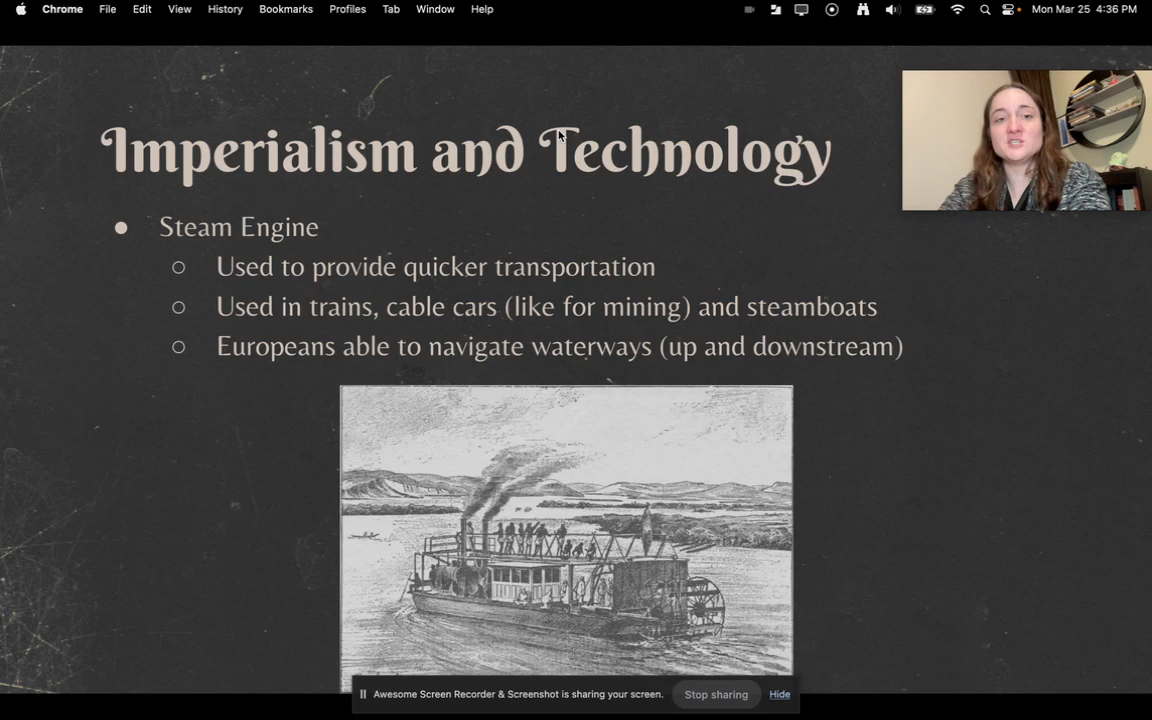 Chrome File Edit View History Bookmarks Profiles Tab Window Help Mon Mar 25 4:36 PM
Imperialism and Technology
● Steam Engine
○ Used to provide quicker transportation
○ Used in trains, cable cars (like for mining) and steamboats
○ Europeans able to navigate waterways (up and downstream)
Awesome Screen Recorder & Screenshot is sharing your screen. Stop sharing Hide